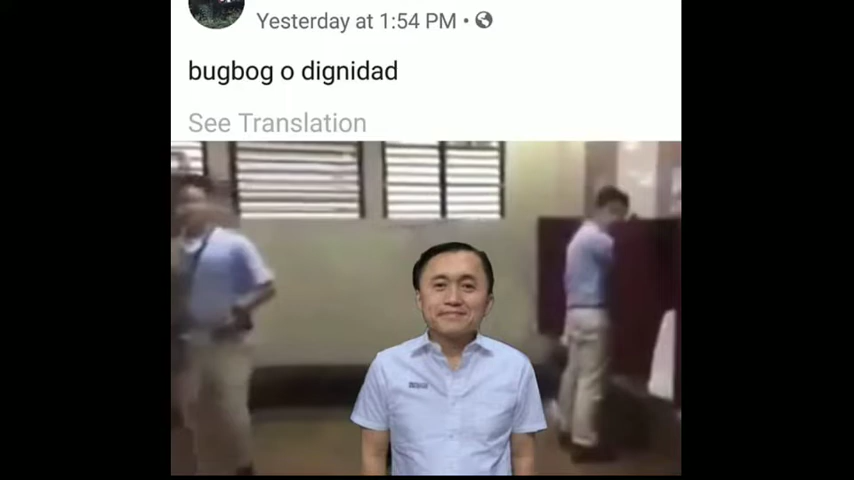 Yesterday at 1:54 PM •
bugbog o dignidad
See Translation